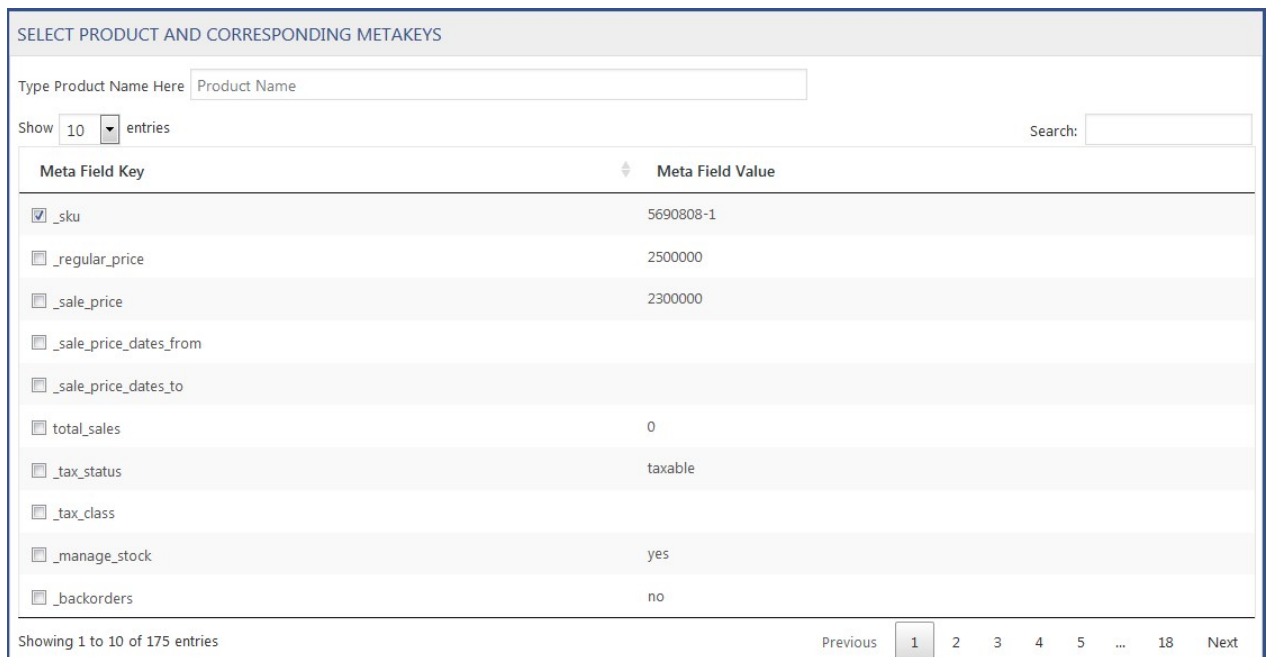 SELECT PRODUCT AND CORRESPONDING METAKEYS
Type Product Name Here Product Name
Show 10 entries Search:
Meta Field Key Meta Field Value
_sku 5690808-1
_regular_price 2500000
_sale_price 2300000
_sale_price_dates_from
_sale_price_dates_to
total_sales 0
_tax_status taxable
_tax_class
_manage_stock yes
_backorders no
Showing 1 to 10 of 175 entries Previous 1 2 3 4 5 ... 18 Next